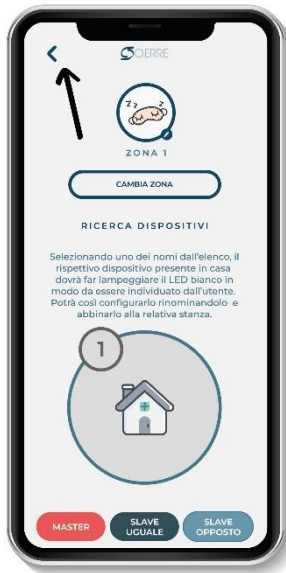 OERRE
Z Z Z
ZONA 1
CAMBIA ZONA
RICERCA DISPOSITIVI
Selezionando uno dei nomi dall'elenco, il
rispettivo dispositivo presente in casa
dovrà far lampeggiare il LED bianco in
modo da essere individuato dall'utente.
Potrà così configurarlo rinominandolo e
abbinarlo alla relativa stanza.
1
MASTER
SLAVE
UGUALE
SLAVE
OPPOSTO